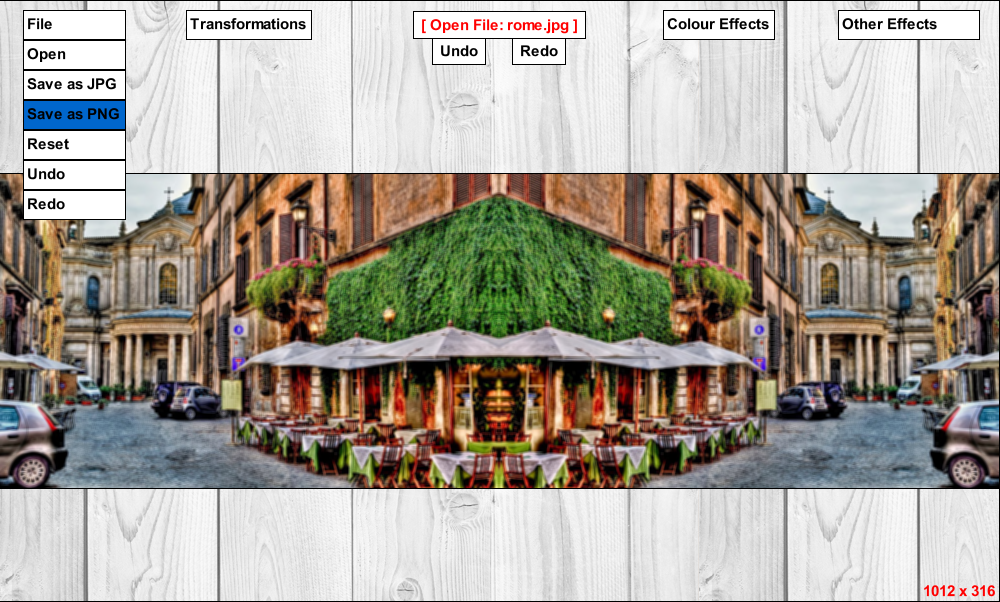 File
Transformations
[ Open File: rome.jpg ]
Colour Effects
Other Effects
Undo
Redo
Open
Save as JPG
Save as PNG
Reset
Undo
Redo
1012 x 316